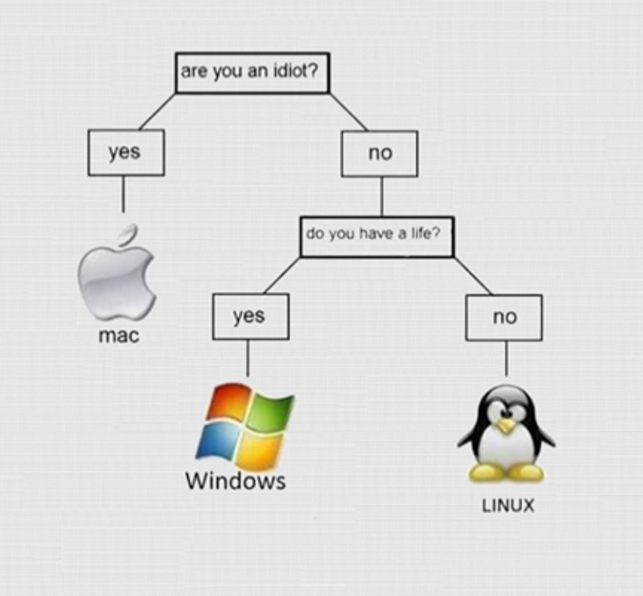 are you an idiot?
yes
no
mac
do you have a life?
yes
no
Windows
LINUX